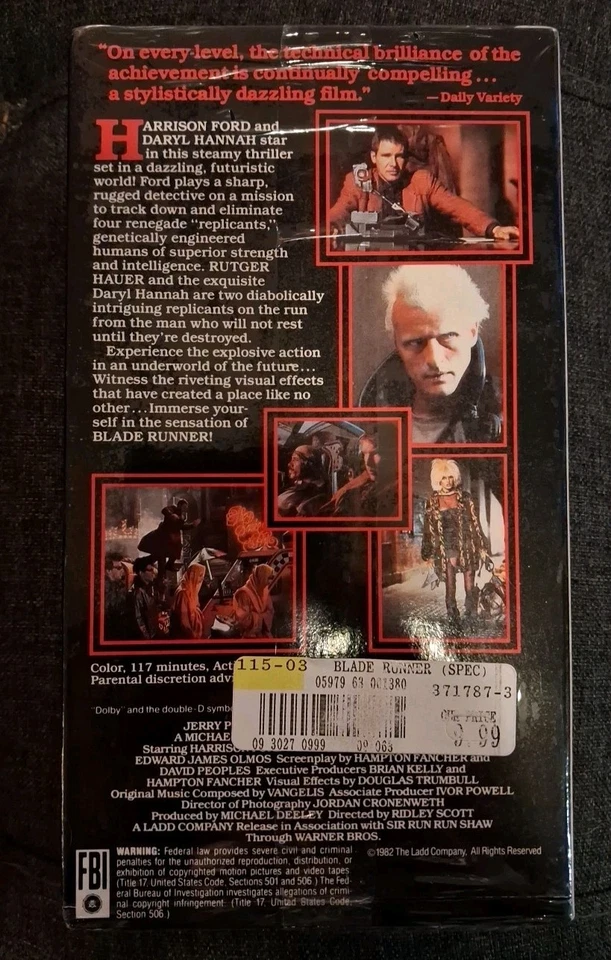 “On every level, the technical brilliance of the
achievement is continually compelling...
a stylistically dazzling film.”
—Daily Variety
HARRISON FORD and
DARYL HANNAH star
in this steamy thriller
set in a dazzling, futuristic
world! Ford plays a sharp,
rugged detective on a mission
to track down and eliminate
four renegade "replicants,"
genetically engineered
humans of superior strength
and intelligence. RUTGER
HAUER and the exquisite
Daryl Hannah are two diabolically
intriguing replicants on the run
from the man who will not rest
until they're destroyed.
Experience the explosive action
in an underworld of the future...
Witness the riveting visual effects
that have created a place like no
other...Immerse your-
self in the sensation of
BLADE RUNNER!
Color, 117 minutes,
Parental discretion
115-03 BLADE RUNNER (SPEC)
05979 63 371787-3
OUR PRICE
9.99
09 3027 0999 09 063
"Dolby" and the double-D
JERRY
A
Starring
EDWARD JAMES OLMOS Screenplay by HAMPTON FANCHER and
DAVID PEOPLES Executive Producers BRIAN KELLY and
HAMPTON FANCHER Visual Effects by DOUGLAS TRUMBULL
Original Music Composed by VANGELIS Associate Producer IVOR POWELL
Director of Photography JORDAN CRONENWETH
Produced by MICHAEL DEELEY Directed by RIDLEY SCOTT
A LADD COMPANY Release in Association with SIR RUN RUN SHAW
Through WARNER BROS.
FBI
WARNING: Federal law provides severe civil and criminal
penalties for the unauthorized reproduction, distribution, or
exhibition of copyrighted motion pictures and video tapes
(Title 17, United States Code, Sections 501 and 506.) The Fed-
eral Bureau of Investigation investigates allegations of crimi-
nal copyright infringement. (Title 17, United States Code,
Section 506.)
©1982 The Ladd Company, All Rights Reserved